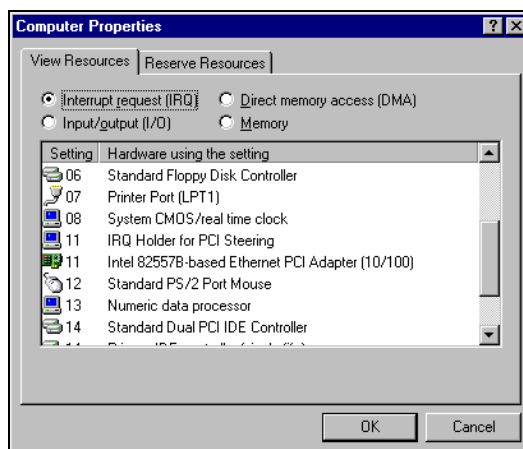 Computer Properties
View Resources Reserve Resources
Interrupt request (IRQ) Direct memory access (DMA)
Input/output (I/O) Memory
Setting Hardware using the setting
06 Standard Floppy Disk Controller
07 Printer Port (LPT1)
08 System CMOS/real time clock
11 IRQ Holder for PCI Steering
11 Intel 82557B-based Ethernet PCI Adapter (10/100)
12 Standard PS/2 Port Mouse
13 Numeric data processor
14 Standard Dual PCI IDE Controller
OK Cancel